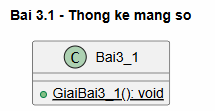 Bai 3.1 - Thong ke mang so
C Bai3_1
GiaiBai3_1(): void